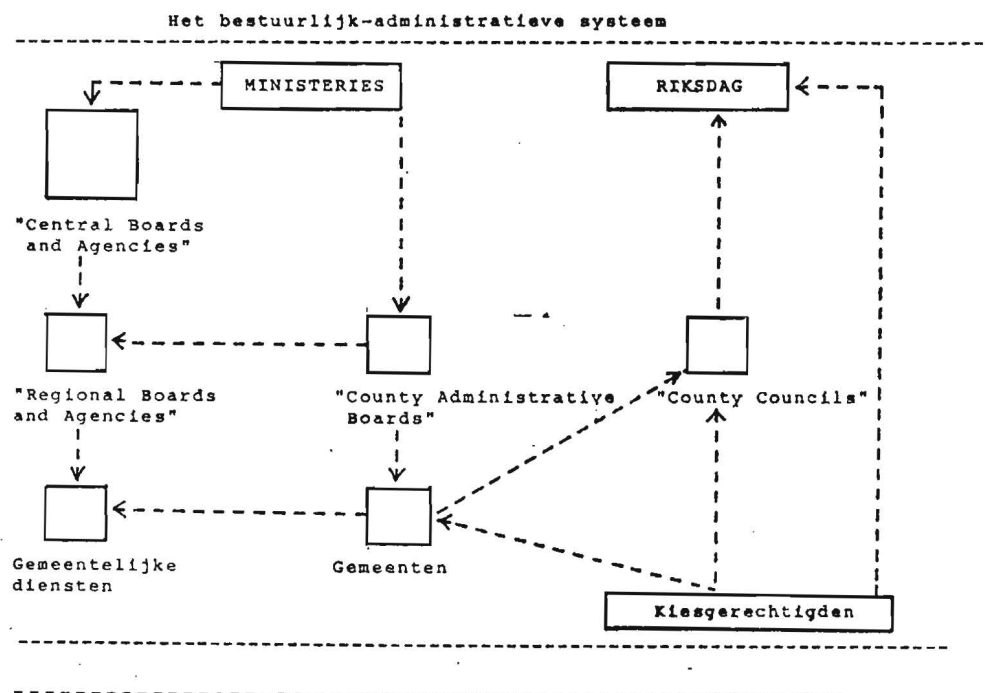 Het bestuurlijk-administratieve systeem
MINISTERIES
RIKSDAG
"Central Boards
and Agencies"
"Regional Boards
and Agencies"
"County Administrative
Boards"
"County Councils"
Gemeentelijke
diensten
Gemeenten
Kiesgerechtigden